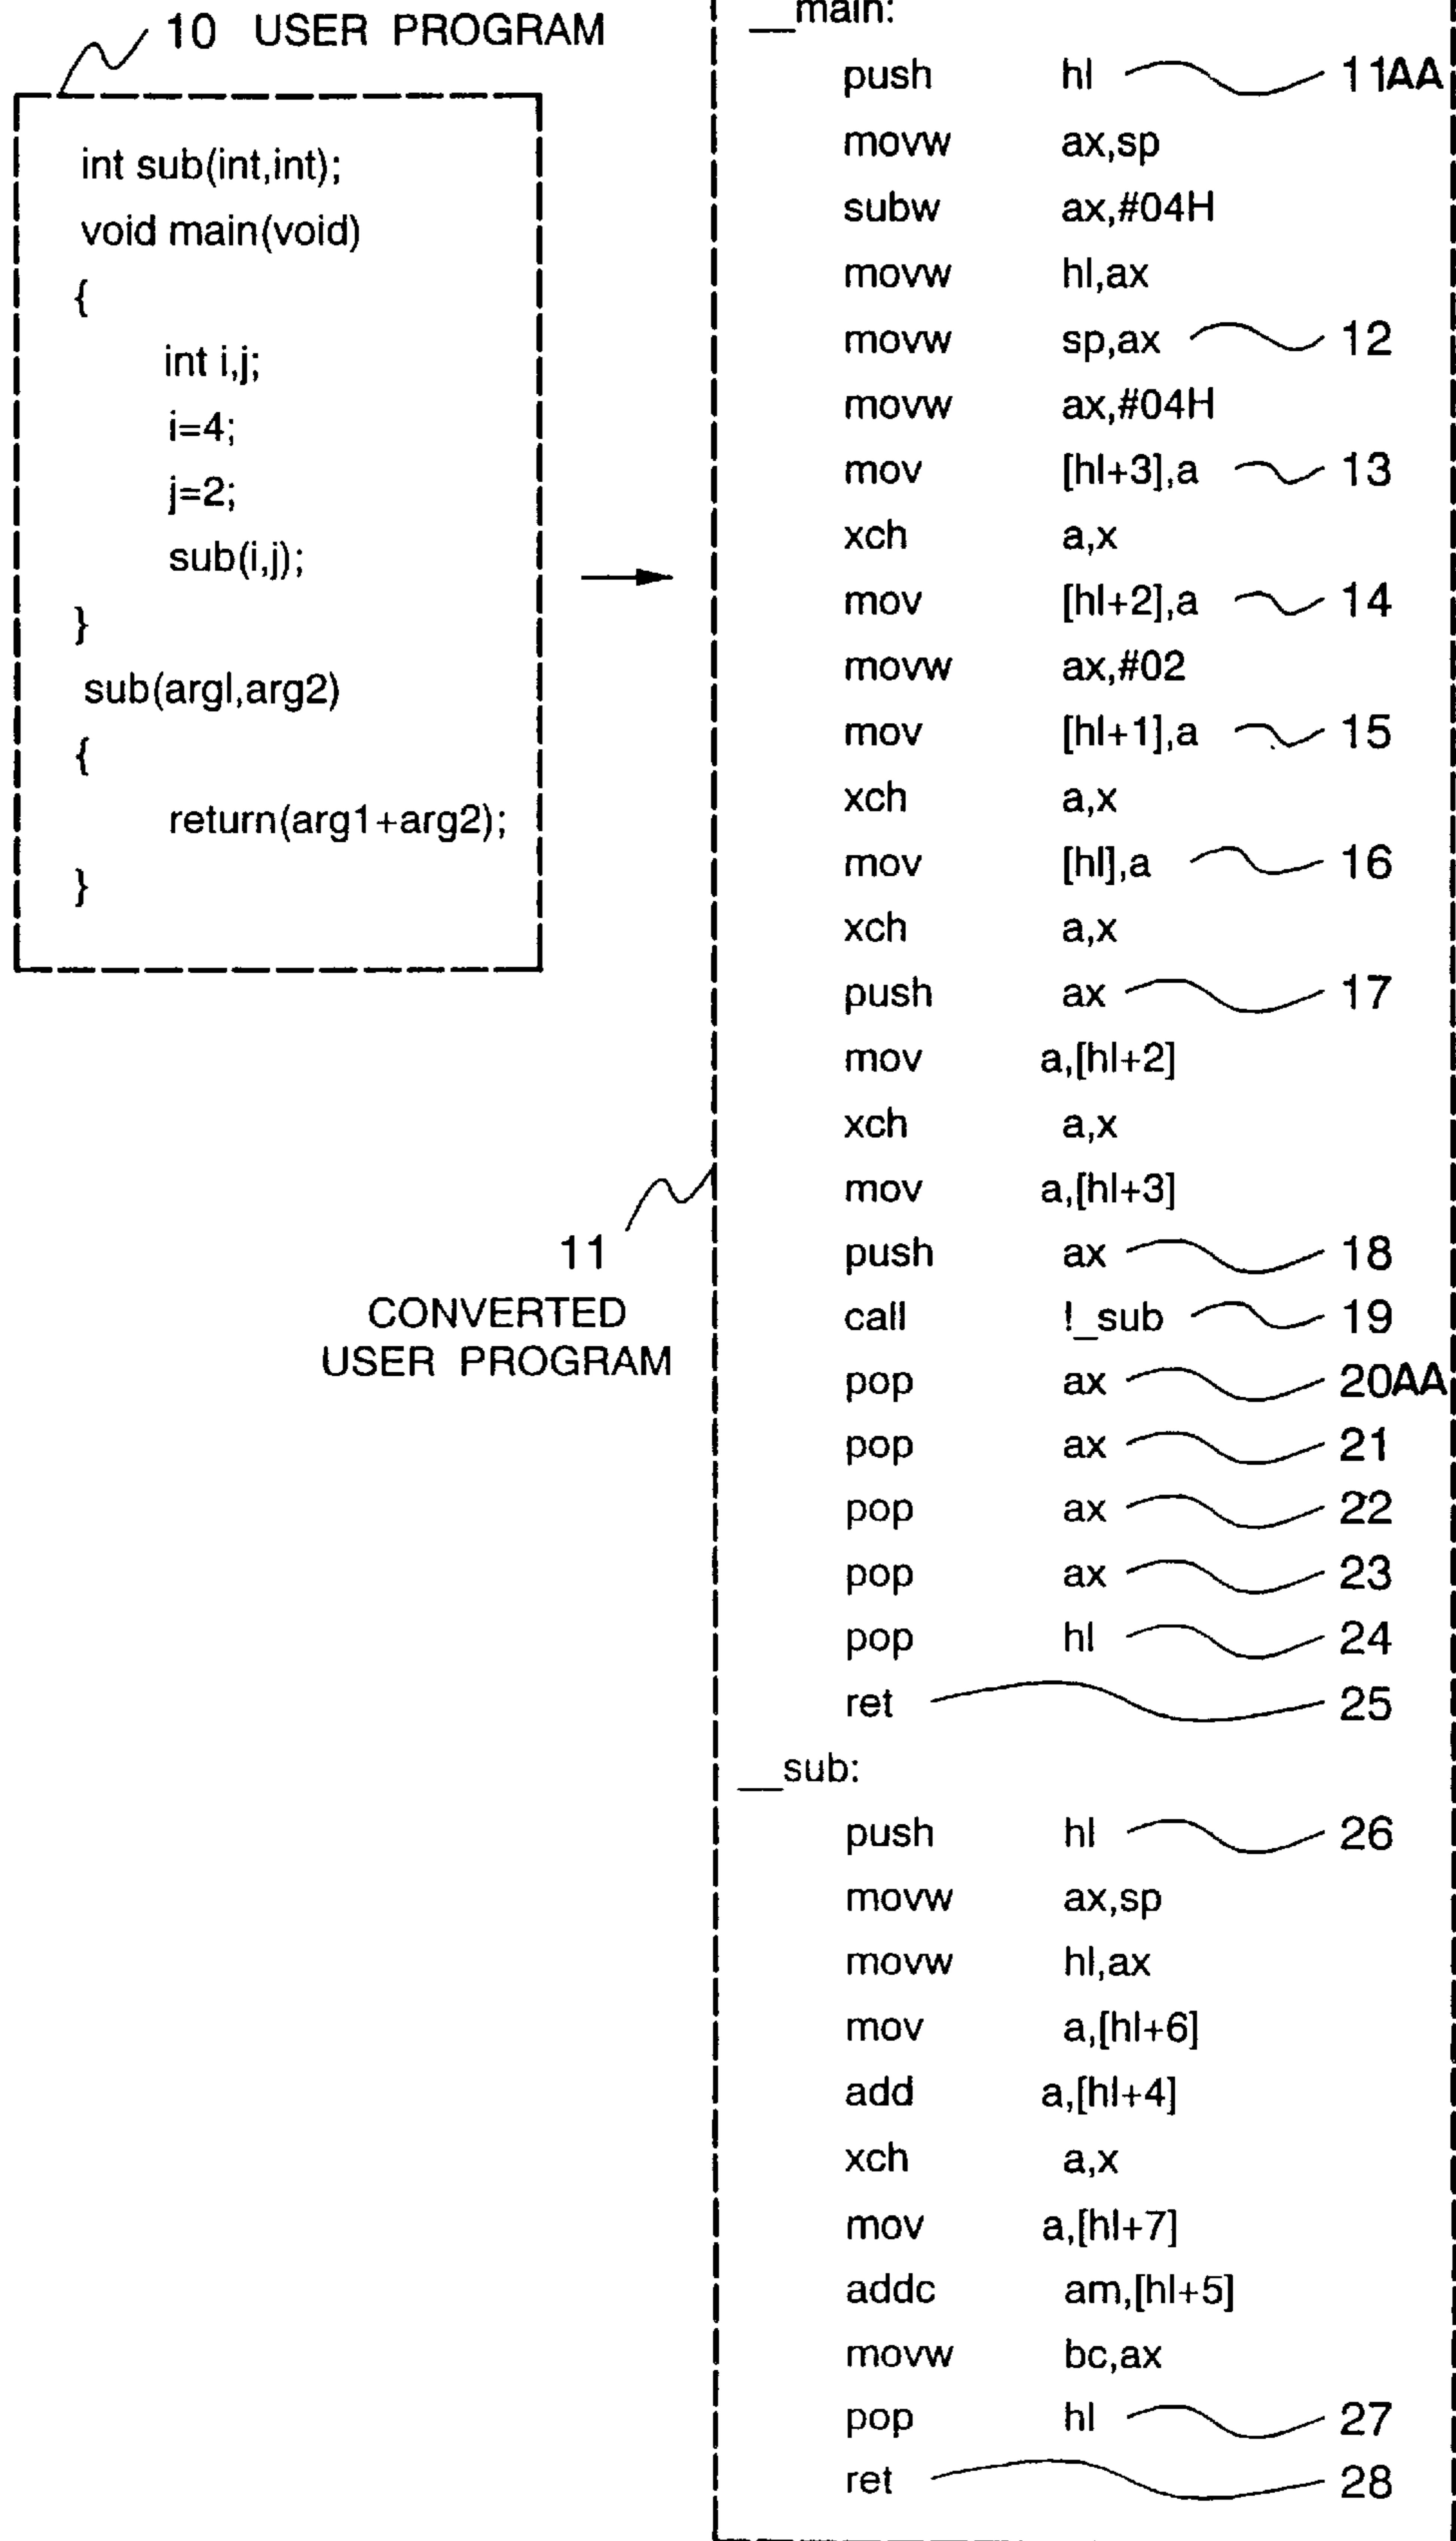 10 USER PROGRAM
int sub(int,int);
void main(void)
{
int i,j;
i=4;
j=2;
sub(i,j);
}
sub(argl,arg2)
{
return(arg1+arg2);
}
11
CONVERTED
USER PROGRAM
__main:
push hl 11AA
movw ax,sp
subw ax,#04H
movw hl,ax
movw sp,ax 12
movw ax,#04H
mov [hl+3],a 13
xch a,x
mov [hl+2],a 14
movw ax,#02
mov [hl+1],a 15
xch a,x
mov [hl],a 16
xch a,x
push ax 17
mov a,[hl+2]
xch a,x
mov a,[hl+3]
push ax 18
call !_sub 19
pop ax 20AA
pop ax 21
pop ax 22
pop ax 23
pop hl 24
ret 25
__sub:
push hl 26
movw ax,sp
movw hl,ax
mov a,[hl+6]
add a,[hl+4]
xch a,x
mov a,[hl+7]
addc am,[hl+5]
movw bc,ax
pop hl 27
ret 28